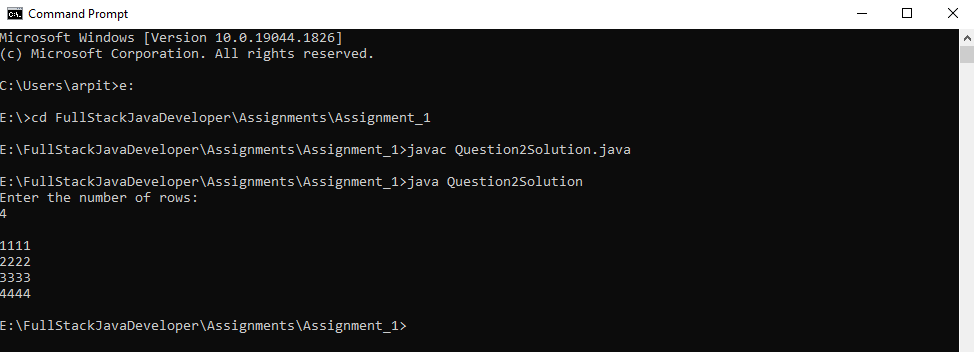 Command Prompt
Microsoft Windows [Version 10.0.19044.1826]
(c) Microsoft Corporation. All rights reserved.
C:\Users\arpit>e:
E:\>cd FullStackJavaDeveloper\Assignments\Assignment_1
E:\FullStackJavaDeveloper\Assignments\Assignment_1>javac Question2Solution.java
E:\FullStackJavaDeveloper\Assignments\Assignment_1>java Question2Solution
Enter the number of rows:
4
1111
2222
3333
4444
E:\FullStackJavaDeveloper\Assignments\Assignment_1>